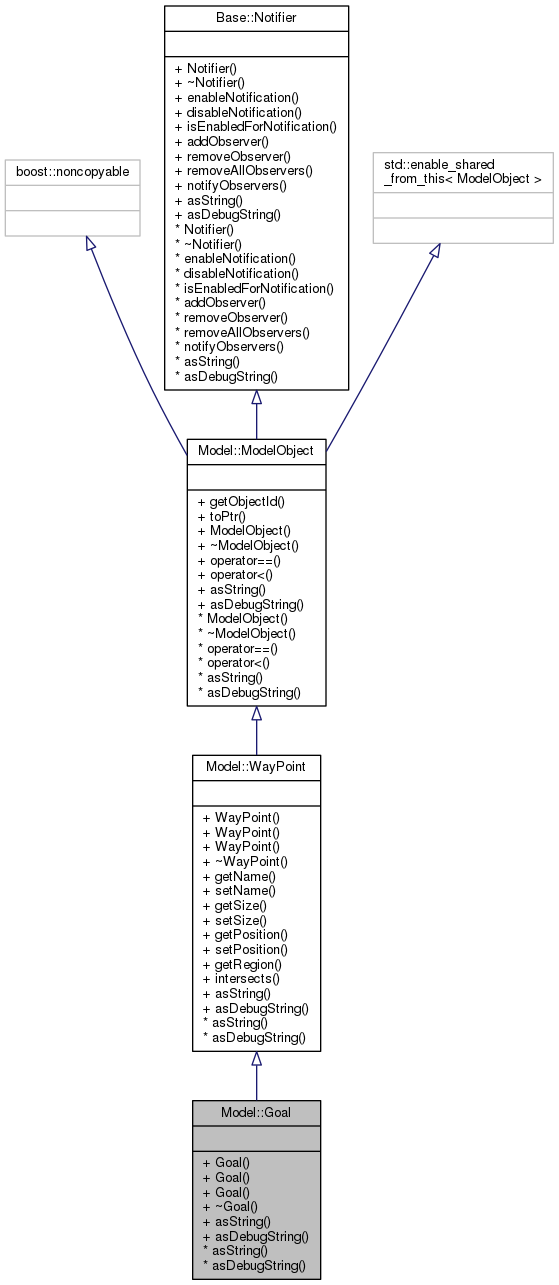 Base::Notifier
+ Notifier()
+ ~Notifier()
+ enableNotification()
+ disableNotification()
+ isEnabledForNotification()
+ addObserver()
+ removeObserver()
+ removeAllObservers()
+ notifyObservers()
+ asString()
+ asDebugString()
* Notifier()
* ~Notifier()
* enableNotification()
* disableNotification()
* isEnabledForNotification()
* addObserver()
* removeObserver()
* removeAllObservers()
* notifyObservers()
* asString()
* asDebugString()
boost::noncopyable
std::enable_shared
_from_this< ModelObject >
Model::ModelObject
+ getObjectId()
+ toPtr()
+ ModelObject()
+ ~ModelObject()
+ operator==()
+ operator<()
+ asString()
+ asDebugString()
* ModelObject()
* ~ModelObject()
* operator==()
* operator<()
* asString()
* asDebugString()
Model::WayPoint
+ WayPoint()
+ WayPoint()
+ WayPoint()
+ ~WayPoint()
+ getName()
+ setName()
+ getSize()
+ setSize()
+ getPosition()
+ setPosition()
+ getRegion()
+ intersects()
+ asString()
+ asDebugString()
* asString()
* asDebugString()
Model::Goal
+ Goal()
+ Goal()
+ Goal()
+ ~Goal()
+ asString()
+ asDebugString()
* asString()
* asDebugString()